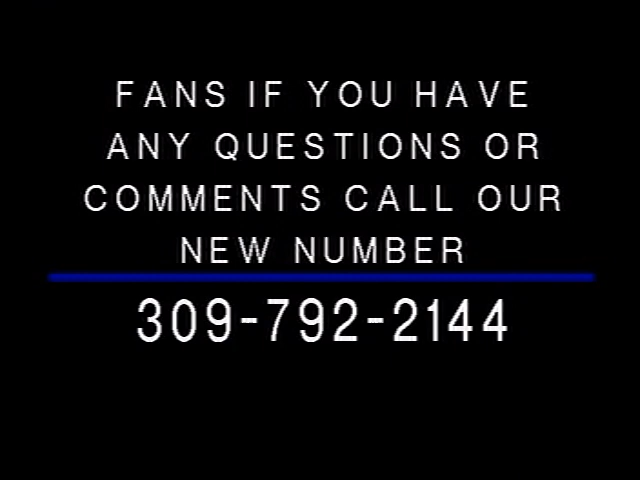 FANS IF YOU HAVE
ANY QUESTIONS OR
COMMENTS CALL OUR
NEW NUMBER
309-792-2144